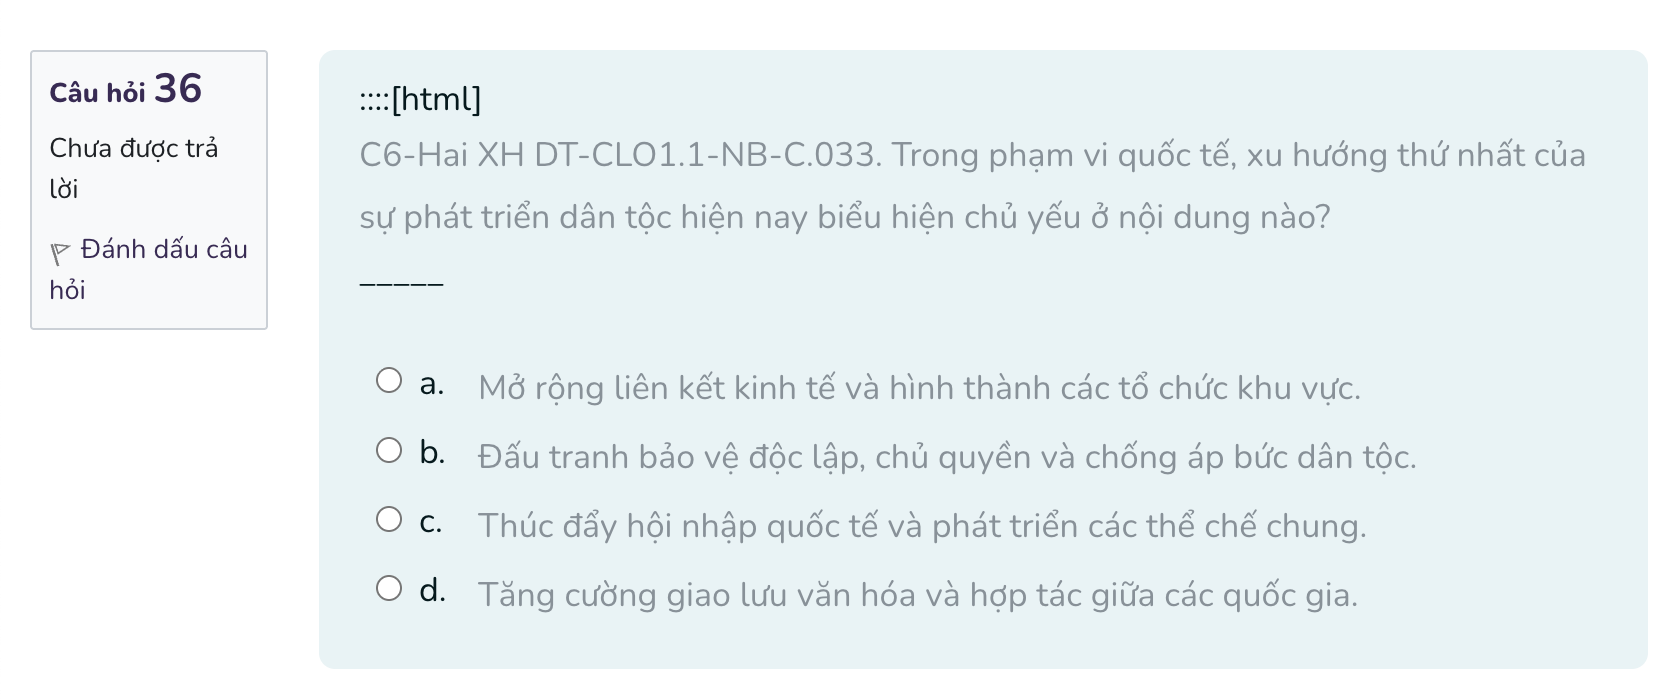 Câu hỏi 36
Chưa được trả
lời
Đánh dấu câu
hỏi
::::[html]
C6-Hai XH DT-CLO1.1-NB-C.033. Trong phạm vi quốc tế, xu hướng thứ nhất của
sự phát triển dân tộc hiện nay biểu hiện chủ yếu ở nội dung nào?
_____
a. Mở rộng liên kết kinh tế và hình thành các tổ chức khu vực.
b. Đấu tranh bảo vệ độc lập, chủ quyền và chống áp bức dân tộc.
c. Thúc đẩy hội nhập quốc tế và phát triển các thể chế chung.
d. Tăng cường giao lưu văn hóa và hợp tác giữa các quốc gia.